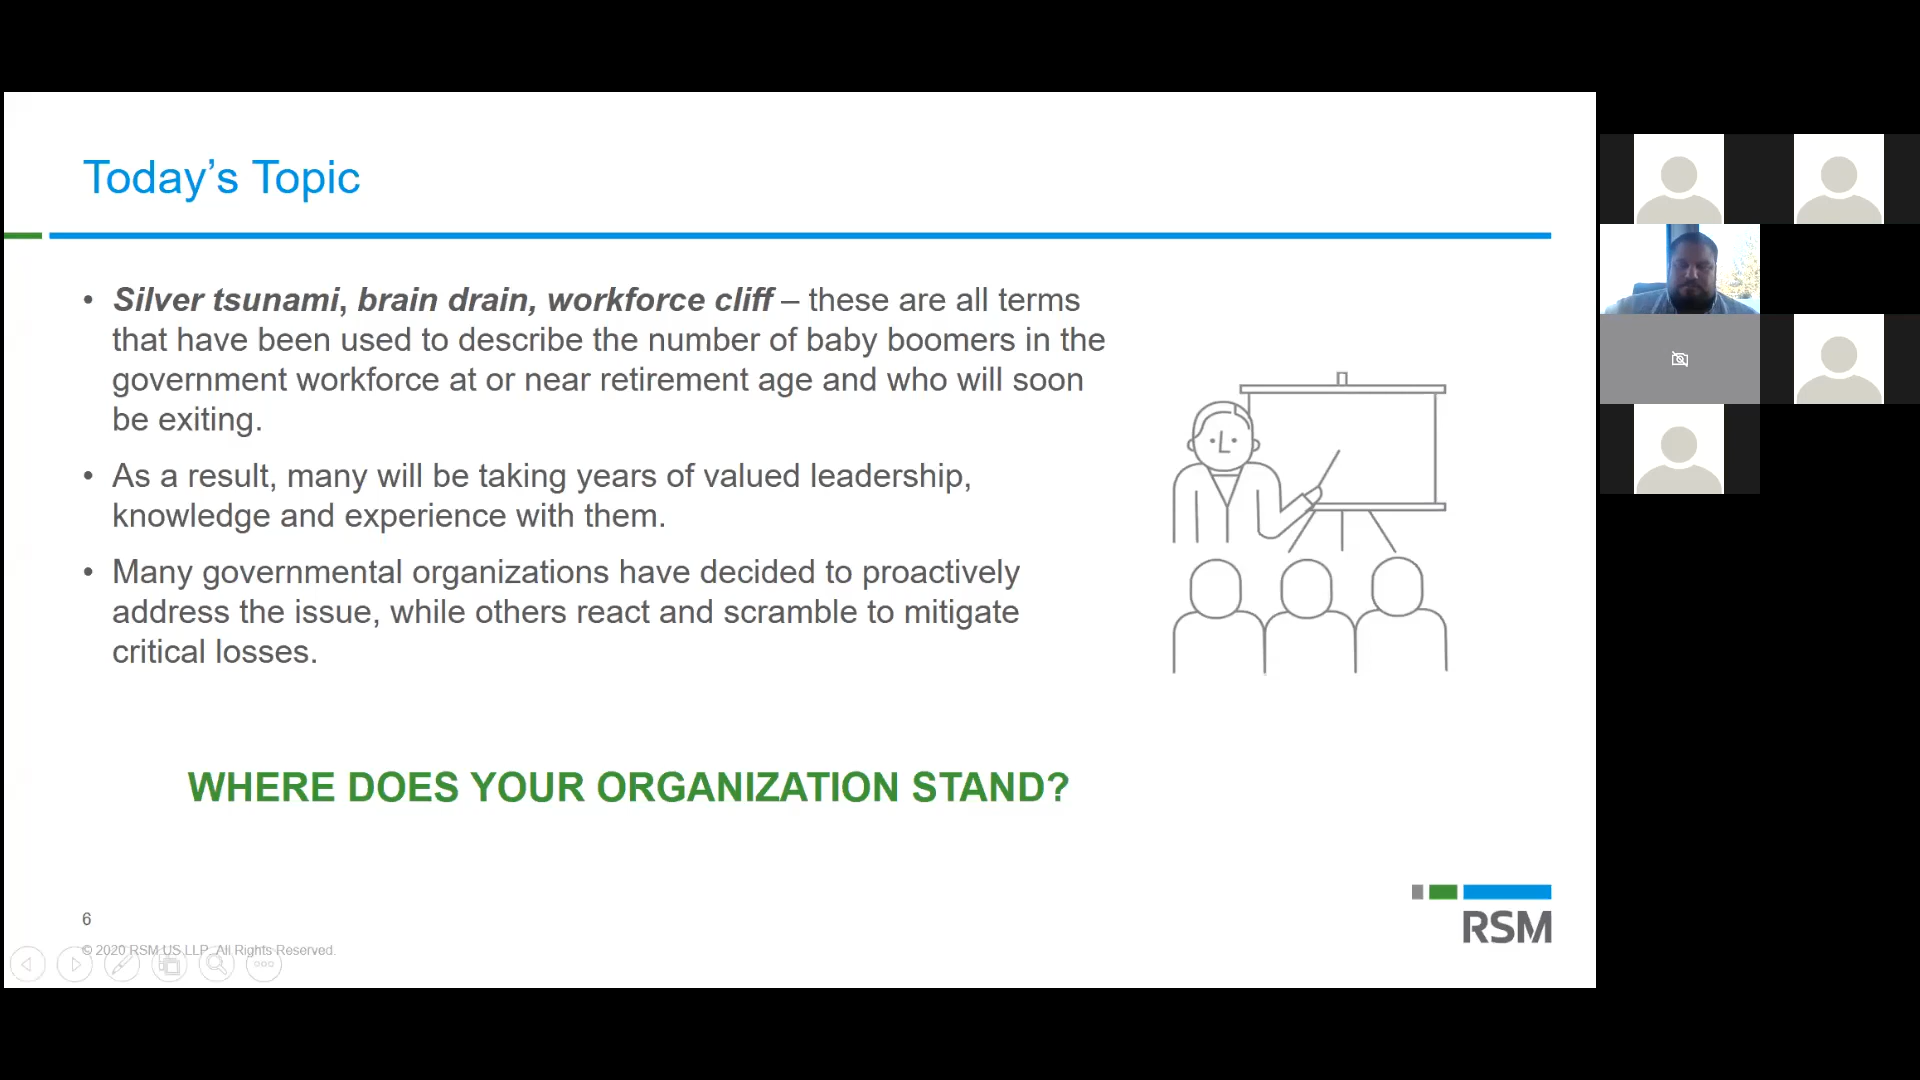 Today’s Topic
• Silver tsunami, brain drain, workforce cliff – these are all terms
that have been used to describe the number of baby boomers in the
government workforce at or near retirement age and who will soon
be exiting.
• As a result, many will be taking years of valued leadership,
knowledge and experience with them.
• Many governmental organizations have decided to proactively
address the issue, while others react and scramble to mitigate
critical losses.
WHERE DOES YOUR ORGANIZATION STAND?
6
© 2020 RSM US LLP. All Rights Reserved.
RSM